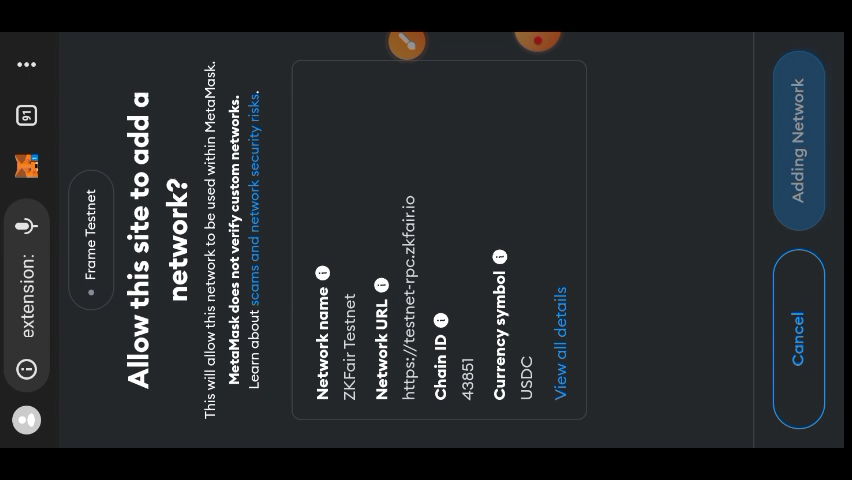 extension:
91
Frame Testnet
Allow this site to add a
network?
This will allow this network to be used within MetaMask.
MetaMask does not verify custom networks.
Learn about scams and network security risks.
Network name
ZKFair Testnet
Network URL
https://testnet-rpc.zkfair.io
Chain ID
43851
Currency symbol
USDC
View all details
Cancel
Adding Network